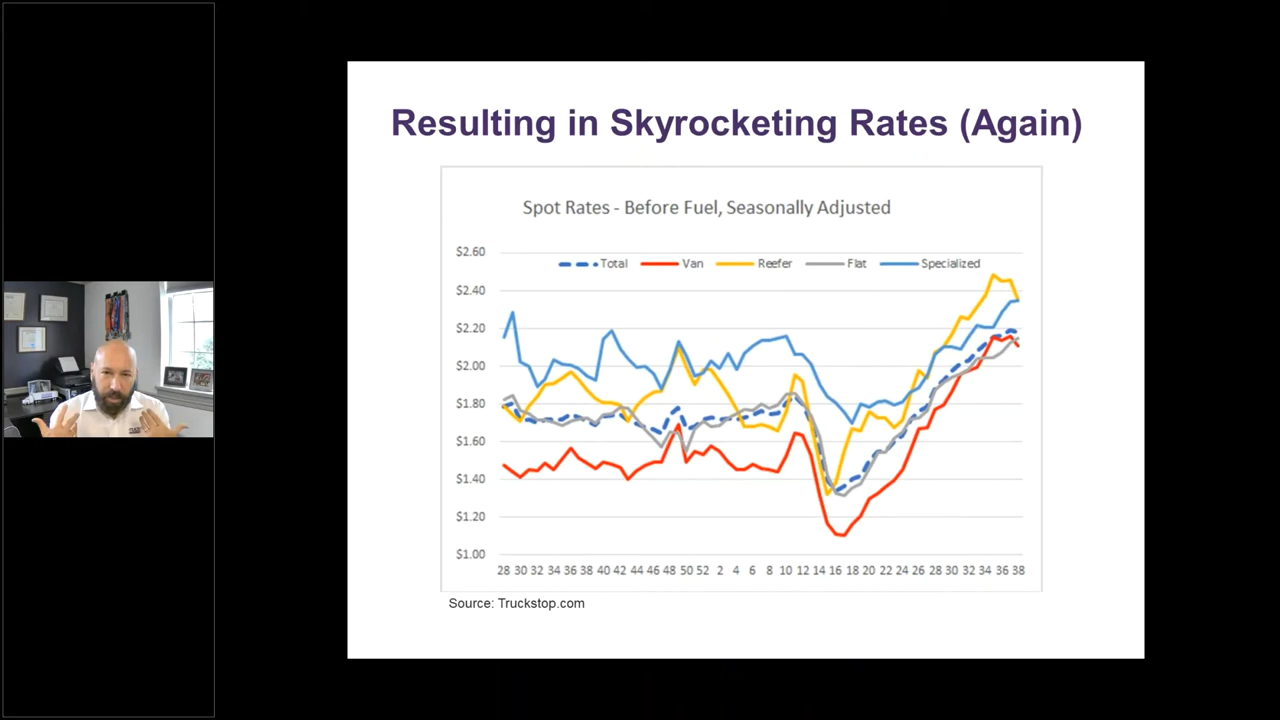 Resulting in Skyrocketing Rates (Again)
Spot Rates - Before Fuel, Seasonally Adjusted
Total Van Reefer Flat Specialized
$2.60
$2.40
$2.20
$2.00
$1.80
$1.60
$1.40
$1.20
$1.00
28 30 32 34 36 38 40 42 44 46 48 50 52 2 4 6 8 10 12 14 16 18 20 22 24 26 28 30 32 34 36 38
Source: Truckstop.com